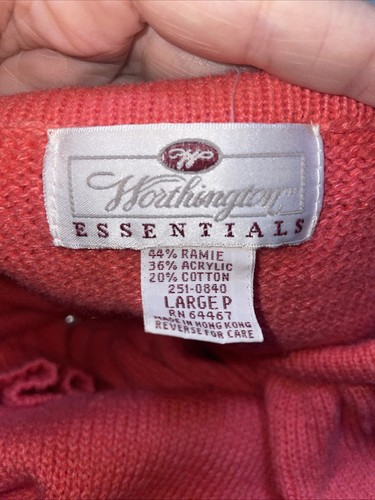 W
Worthington™
ESSENTIALS
44% RAMIE
36% ACRYLIC
20% COTTON
251-0840
LARGE P
RN 64467
MADE IN HONG KONG
REVERSE FOR CARE